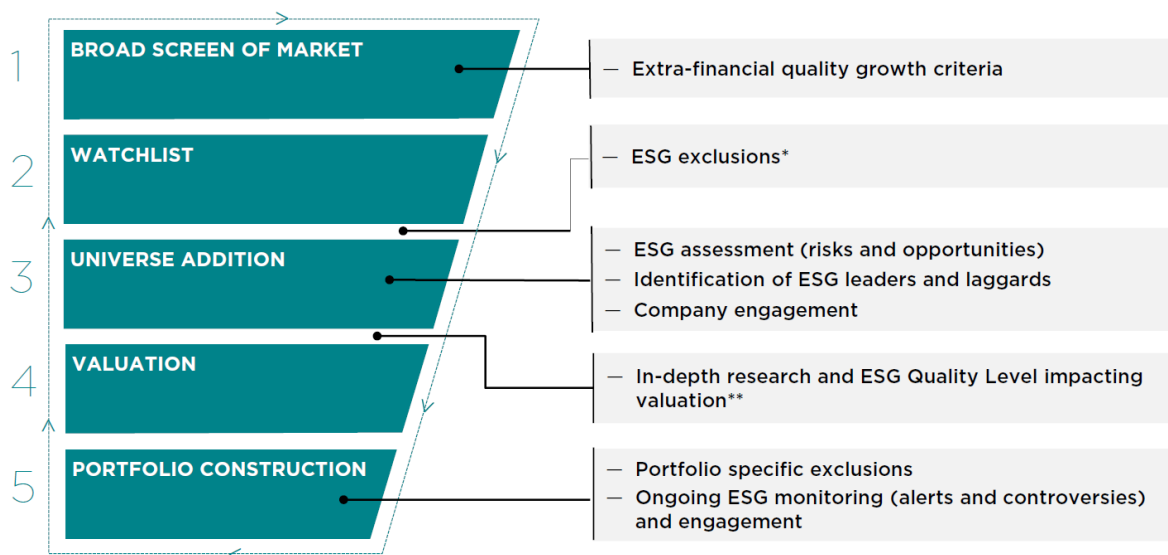 1
BROAD SCREEN OF MARKET
— Extra-financial quality growth criteria
2
WATCHLIST
— ESG exclusions*
3
UNIVERSE ADDITION
— ESG assessment (risks and opportunities)
— Identification of ESG leaders and laggards
— Company engagement
4
VALUATION
— In-depth research and ESG Quality Level impacting
valuation**
5
PORTFOLIO CONSTRUCTION
— Portfolio specific exclusions
— Ongoing ESG monitoring (alerts and controversies)
and engagement